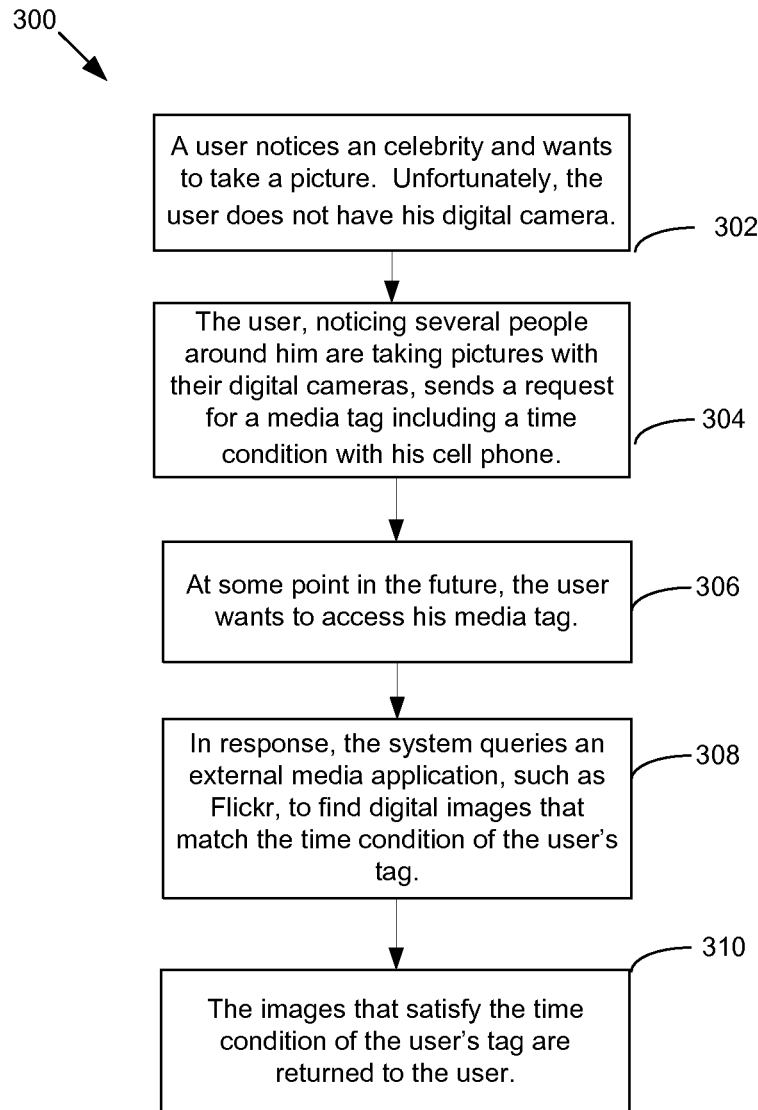 300
A user notices an celebrity and wants
to take a picture. Unfortunately, the
user does not have his digital camera.
302
The user, noticing several people
around him are taking pictures with
their digital cameras, sends a request
for a media tag including a time
condition with his cell phone.
304
At some point in the future, the user
wants to access his media tag.
306
In response, the system queries an
external media application, such as
Flickr, to find digital images that
match the time condition of the user’s
tag.
308
The images that satisfy the time
condition of the user’s tag are
returned to the user.
310